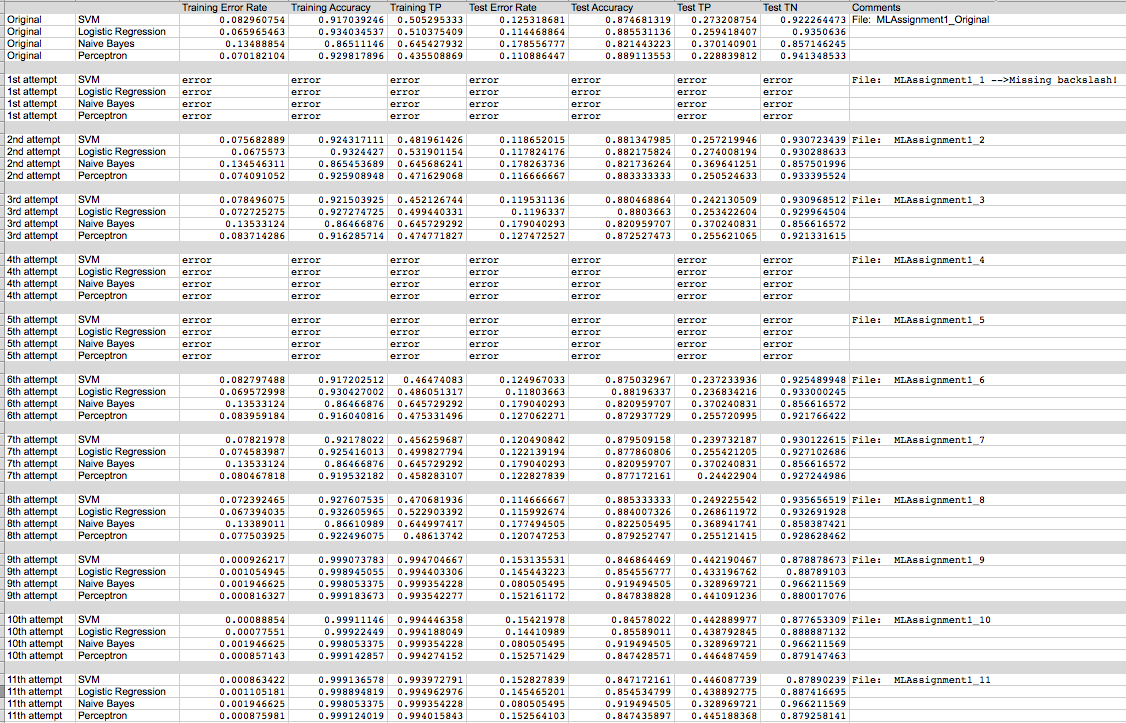 Training Error Rate Training Accuracy Training TP Test Error Rate Test Accuracy Test TP Test TN Comments
Original SVM 0.082960754 0.917039246 0.505295333 0.125318681 0.874681319 0.273208754 0.922264473 File: MLAssignment1_Original
Original Logistic Regression 0.065965463 0.934034537 0.510375409 0.114468864 0.885531136 0.259418407 0.9350636
Original Naive Bayes 0.13488854 0.86511146 0.645427932 0.178556777 0.821443223 0.370140901 0.857146245
Original Perceptron 0.070182104 0.929817896 0.435508869 0.110886447 0.889113553 0.228839812 0.941348533
1st attempt SVM error error error error error error error File: MLAssignment1_1 -->Missing backslash!
1st attempt Logistic Regression error error error error error error error
1st attempt Naive Bayes error error error error error error error
1st attempt Perceptron error error error error error error error
2nd attempt SVM 0.075682889 0.924317111 0.481961426 0.118652015 0.881347985 0.257219946 0.930723439 File: MLAssignment1_2
2nd attempt Logistic Regression 0.0675573 0.9324427 0.531901154 0.117824176 0.882175824 0.274008194 0.930288633
2nd attempt Naive Bayes 0.134546311 0.865453689 0.645686241 0.178263736 0.821736264 0.369641251 0.857501996
2nd attempt Perceptron 0.074091052 0.925908948 0.471629068 0.116666667 0.883333333 0.250524633 0.933395524
3rd attempt SVM 0.078496075 0.921503925 0.452126744 0.119531136 0.880468864 0.242130509 0.930968512 File: MLAssignment1_3
3rd attempt Logistic Regression 0.072725275 0.927274725 0.499440331 0.1196337 0.8803663 0.253422604 0.929964504
3rd attempt Naive Bayes 0.13533124 0.86466876 0.645729292 0.179040293 0.820959707 0.370240831 0.856616572
3rd attempt Perceptron 0.083714286 0.916285714 0.474771827 0.127472527 0.872527473 0.255621065 0.921331615
4th attempt SVM error error error error error error error File: MLAssignment1_4
4th attempt Logistic Regression error error error error error error error
4th attempt Naive Bayes error error error error error error error
4th attempt Perceptron error error error error error error error
5th attempt SVM error error error error error error error File: MLAssignment1_5
5th attempt Logistic Regression error error error error error error error
5th attempt Naive Bayes error error error error error error error
5th attempt Perceptron error error error error error error error
6th attempt SVM 0.082797488 0.917202512 0.46474083 0.124967033 0.875032967 0.237233936 0.925489948 File: MLAssignment1_6
6th attempt Logistic Regression 0.069572998 0.930427002 0.486051317 0.11803663 0.88196337 0.236834216 0.933000245
6th attempt Naive Bayes 0.13533124 0.86466876 0.645729292 0.179040293 0.820959707 0.370240831 0.856616572
6th attempt Perceptron 0.083959184 0.916040816 0.475331496 0.127062271 0.872937729 0.255720995 0.921766422
7th attempt SVM 0.07821978 0.92178022 0.456259687 0.120490842 0.879509158 0.239732187 0.930122615 File: MLAssignment1_7
7th attempt Logistic Regression 0.074583987 0.925416013 0.499827794 0.122139194 0.877860806 0.255421205 0.927102686
7th attempt Naive Bayes 0.13533124 0.86466876 0.645729292 0.179040293 0.820959707 0.370240831 0.856616572
7th attempt Perceptron 0.080467818 0.919532182 0.458283107 0.122827839 0.877172161 0.24422904 0.927244986
8th attempt SVM 0.072392465 0.927607535 0.470681936 0.114666667 0.885333333 0.249225542 0.935656519 File: MLAssignment1_8
8th attempt Logistic Regression 0.067394035 0.932605965 0.522903392 0.115992674 0.884007326 0.268611972 0.932691928
8th attempt Naive Bayes 0.13389011 0.86610989 0.644997417 0.177494505 0.822505495 0.368941741 0.858387421
8th attempt Perceptron 0.077503925 0.922496075 0.48613742 0.120747253 0.879252747 0.255121415 0.928628462
9th attempt SVM 0.000926217 0.999073783 0.994704667 0.153135531 0.846864469 0.442190467 0.878878673 File: MLAssignment1_9
9th attempt Logistic Regression 0.001054945 0.998945055 0.994403306 0.145443223 0.854556777 0.433196762 0.88789103
9th attempt Naive Bayes 0.001946625 0.998053375 0.999354228 0.080505495 0.919494505 0.328969721 0.966211569
9th attempt Perceptron 0.000816327 0.999183673 0.993542277 0.152161172 0.847838828 0.441091236 0.880017076
10th attempt SVM 0.00088854 0.99911146 0.994446358 0.15421978 0.84578022 0.442889977 0.877653309 File: MLAssignment1_10
10th attempt Logistic Regression 0.00077551 0.99922449 0.994188049 0.14410989 0.85589011 0.438792845 0.888887132
10th attempt Naive Bayes 0.001946625 0.998053375 0.999354228 0.080505495 0.919494505 0.328969721 0.966211569
10th attempt Perceptron 0.000857143 0.999142857 0.994274152 0.152571429 0.847428571 0.446487459 0.879147463
11th attempt SVM 0.000863422 0.999136578 0.993972791 0.152827839 0.847172161 0.446087739 0.87890239 File: MLAssignment1_11
11th attempt Logistic Regression 0.001105181 0.998894819 0.994962976 0.145465201 0.854534799 0.438892775 0.887416695
11th attempt Naive Bayes 0.001946625 0.998053375 0.999354228 0.080505495 0.919494505 0.328969721 0.966211569
11th attempt Perceptron 0.000875981 0.999124019 0.994015843 0.152564103 0.847435897 0.445188368 0.879258141